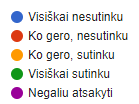 Visiškai nesutinku
Ko gero, nesutinku
Ko gero, sutinku
Visiškai sutinku
Negaliu atsakyti